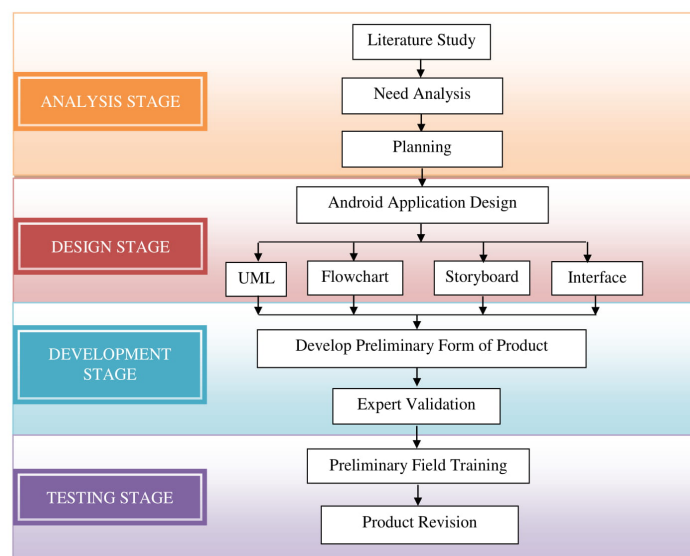 Literature Study
ANALYSIS STAGE
Need Analysis
Planning
Android Application Design
DESIGN STAGE
UML
Flowchart
Storyboard
Interface
DEVELOPMENT
STAGE
Develop Preliminary Form of Product
Expert Validation
TESTING STAGE
Preliminary Field Training
Product Revision